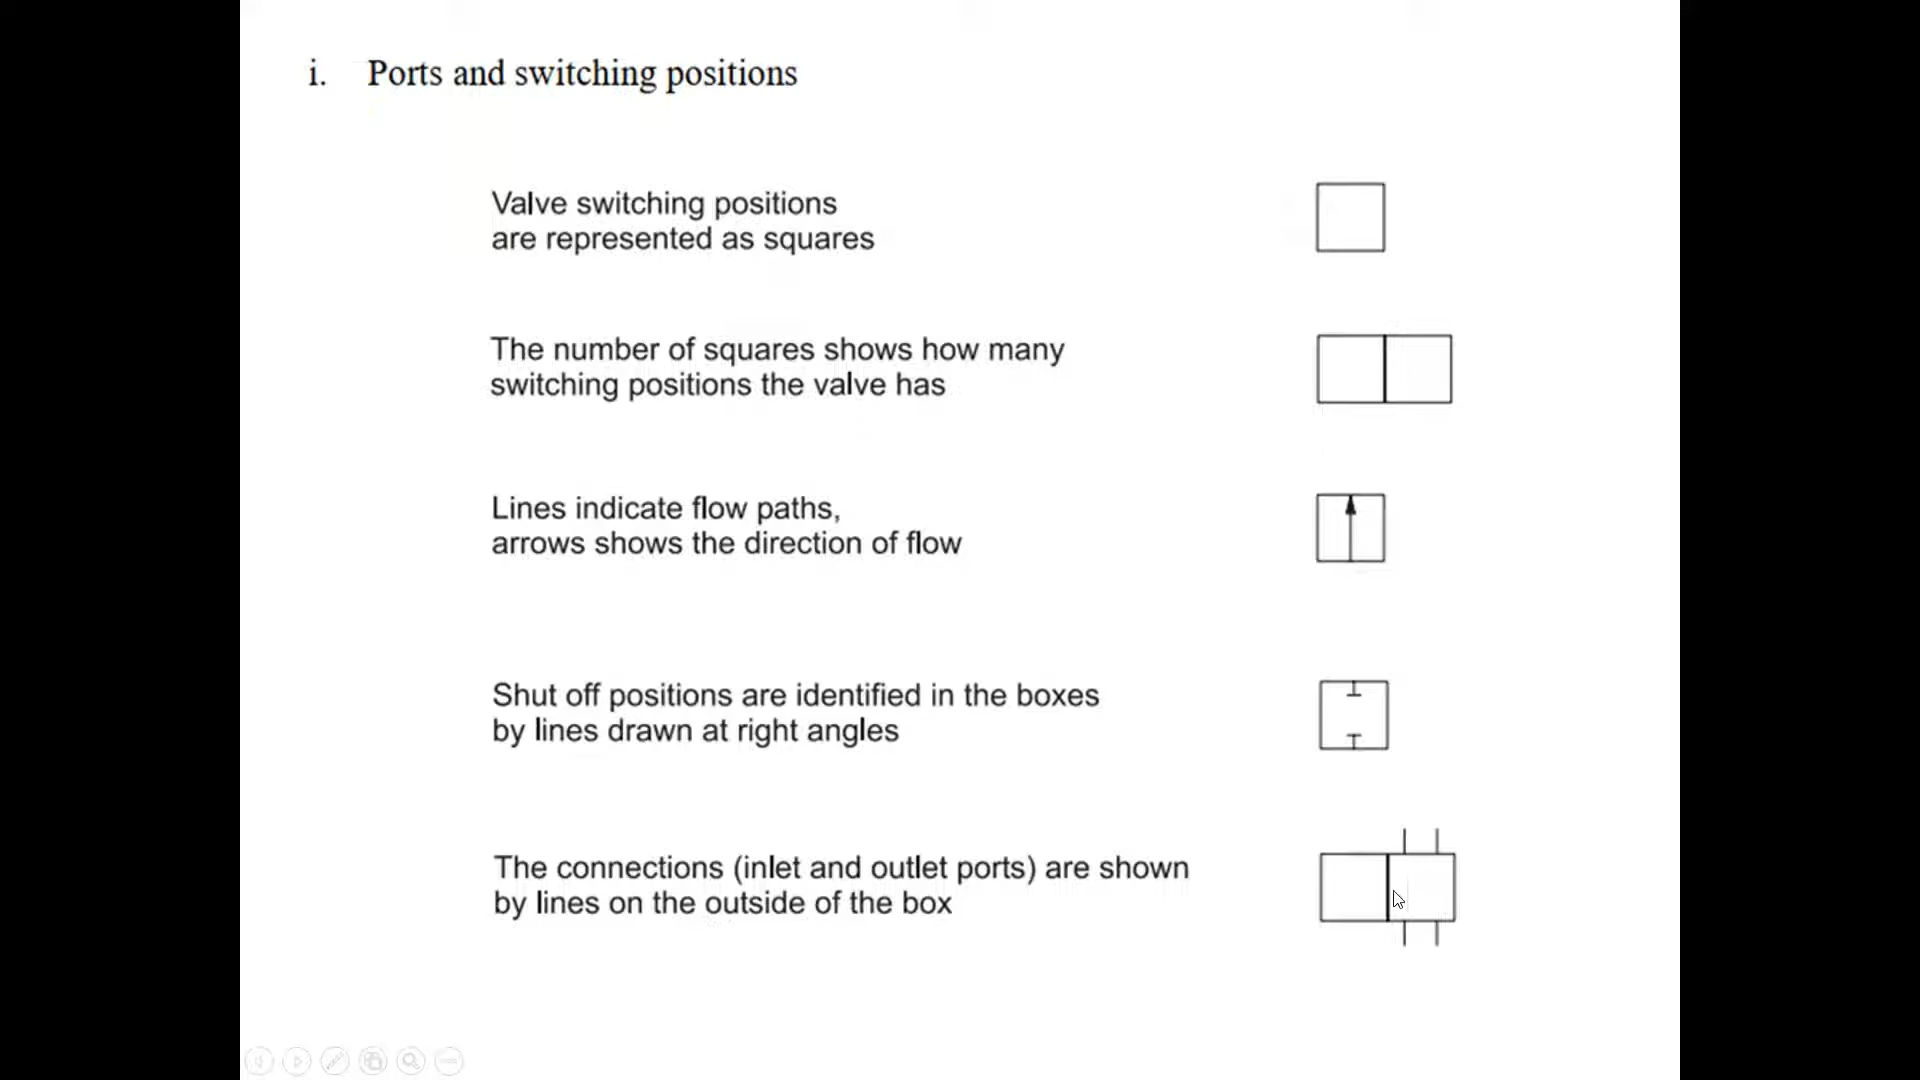 i. Ports and switching positions
Valve switching positions
are represented as squares
The number of squares shows how many
switching positions the valve has
Lines indicate flow paths,
arrows shows the direction of flow
Shut off positions are identified in the boxes
by lines drawn at right angles
The connections (inlet and outlet ports) are shown
by lines on the outside of the box